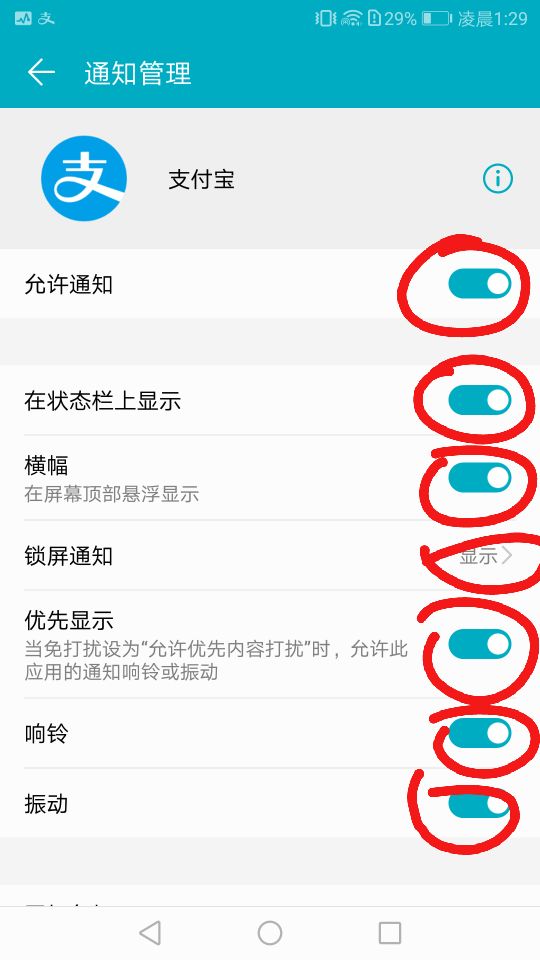 29% 凌晨1:29
通知管理
支 支付宝
允许通知
在状态栏上显示
横幅
在屏幕顶部悬浮显示
锁屏通知 显示
优先显示
当免打扰设为“允许优先内容打扰”时，允许此
应用的通知响铃或振动
响铃
振动